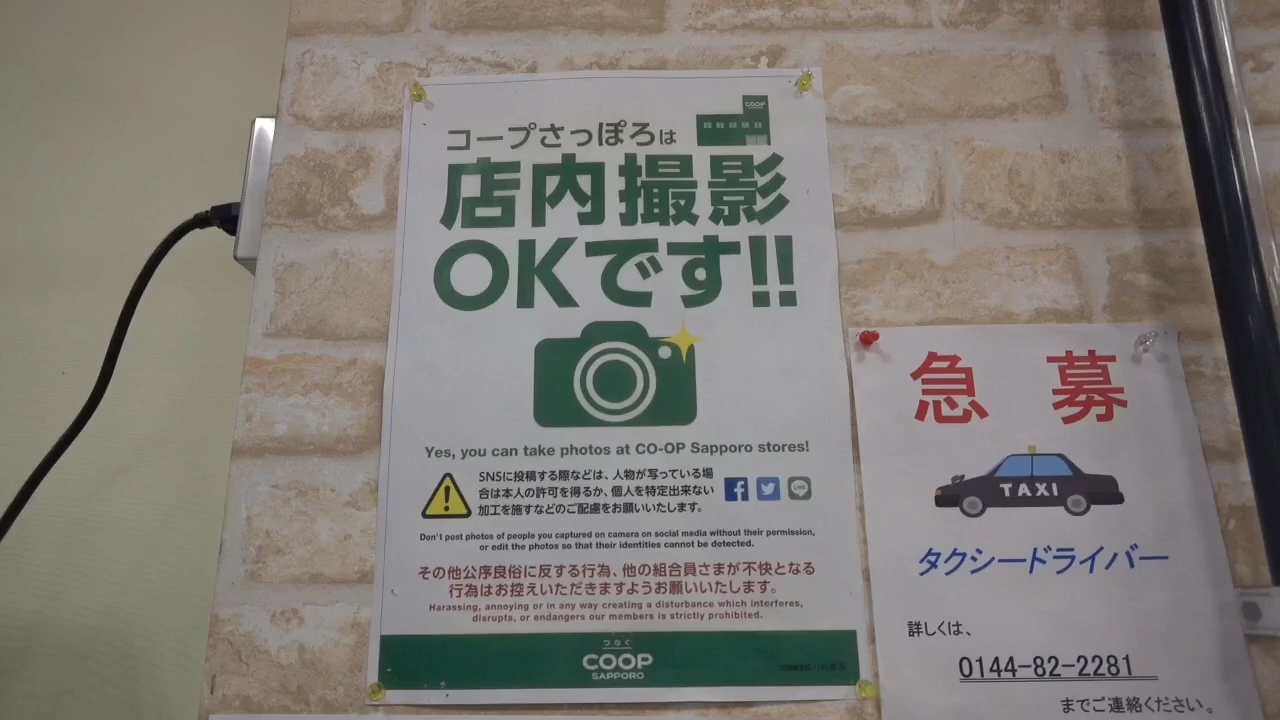 COOP
コープさっぽろは
店内撮影
OKです!!
Yes, you can take photos at CO-OP Sapporo stores!
SNSに投稿する際などは、人物が写っている場
合は本人の許可を得るか、個人を特定出来ない
加工を施すなどのご配慮をお願いいたします。
LINE
Don't post photos of people you captured on camera on social media without their permission,
or edit the photos so that their identities cannot be detected.
その他公序良俗に反する行為、他の組合員さまが不快となる
行為はお控えいただきますようお願いいたします。
Harassing, annoying or in any way creating a disturbance which interferes,
disrupts, or endangers our members is strictly prohibited.
つなぐ
COOP
SAPPORO
急募
TAXI
タクシードライバー
詳しくは、
0144-82-2281
までご連絡ください。